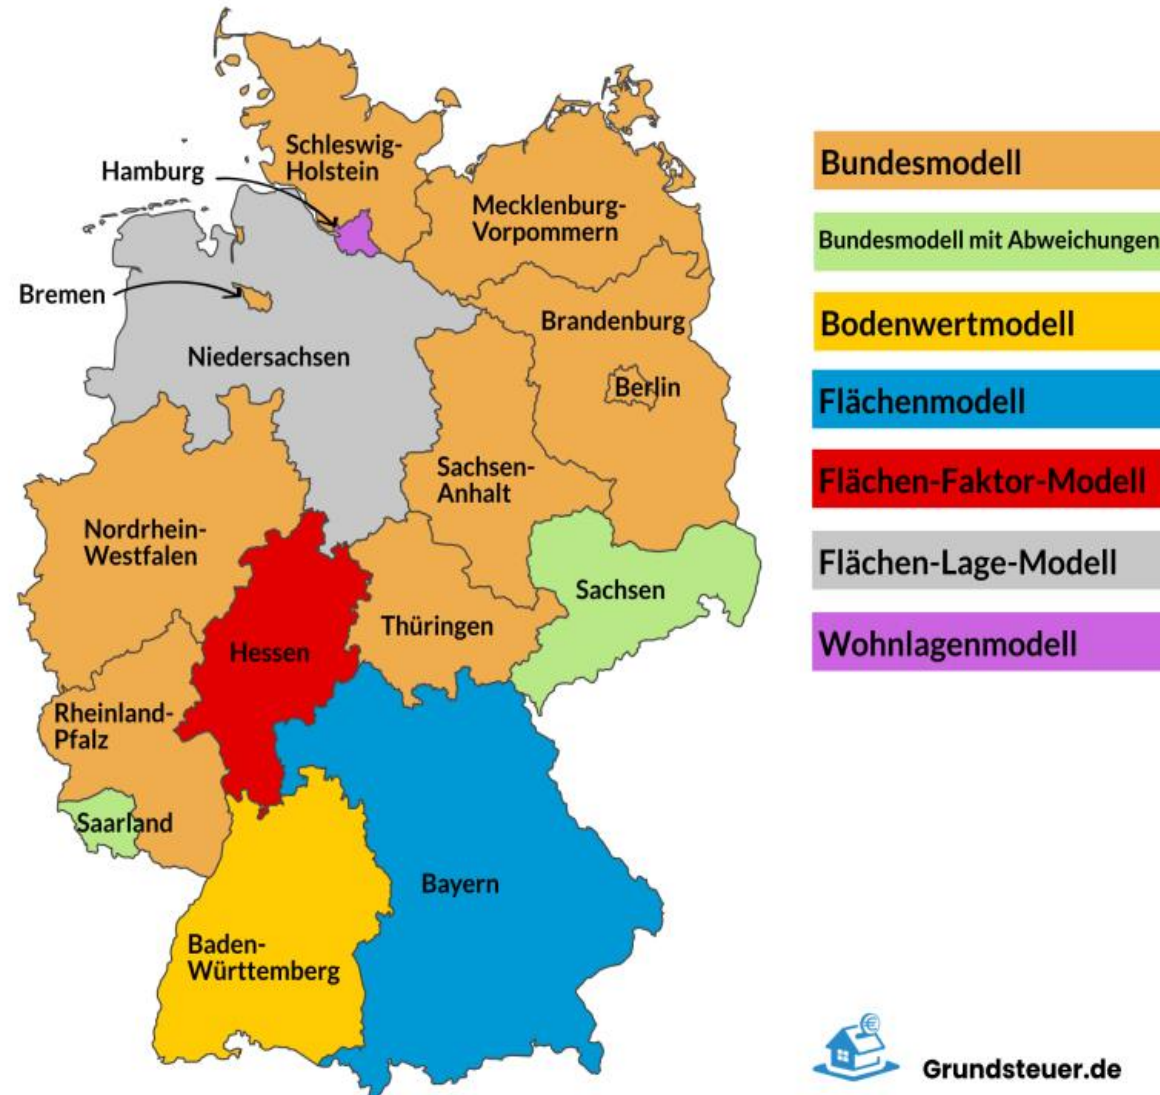 Schleswig-
Holstein
Hamburg
Mecklenburg-
Vorpommern
Bremen
Brandenburg
Niedersachsen
Berlin
Sachsen-
Anhalt
Nordrhein-
Westfalen
Sachsen
Thüringen
Hessen
Rheinland-
Pfalz
Saarland
Bayern
Baden-
Württemberg
Bundesmodell
Bundesmodell mit Abweichungen
Bodenwertmodell
Flächenmodell
Flächen-Faktor-Modell
Flächen-Lage-Modell
Wohnlagenmodell
€
Grundsteuer.de